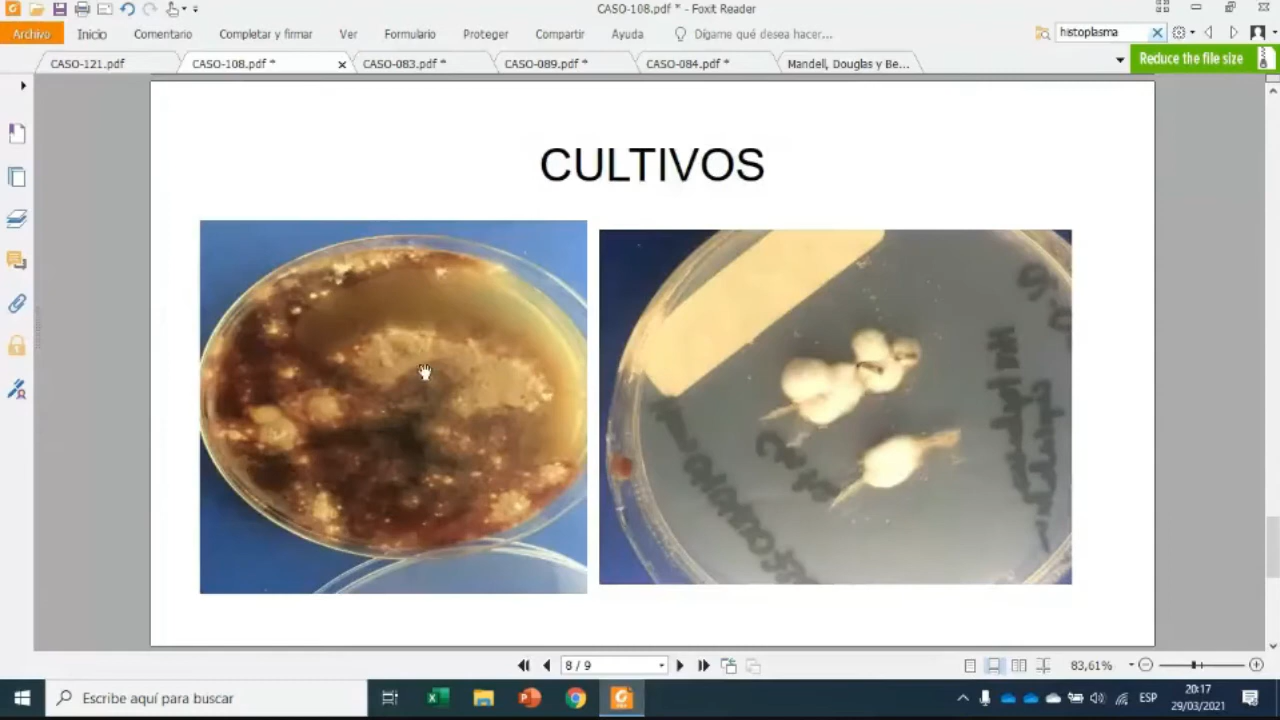 CASO-108.pdf * - Foxit Reader
Archivo Inicio Comentario Completar y firmar Ver Formulario Proteger Compartir Ayuda Dígame qué desea hacer... histoplasma
CASO-121.pdf CASO-108.pdf * CASO-083.pdf * CASO-089.pdf * CASO-084.pdf * Mandell, Douglas y Be... Reduce the file size
CULTIVOS
8 / 9 83,61%
Escribe aquí para buscar ESP 20:17
29/03/2021